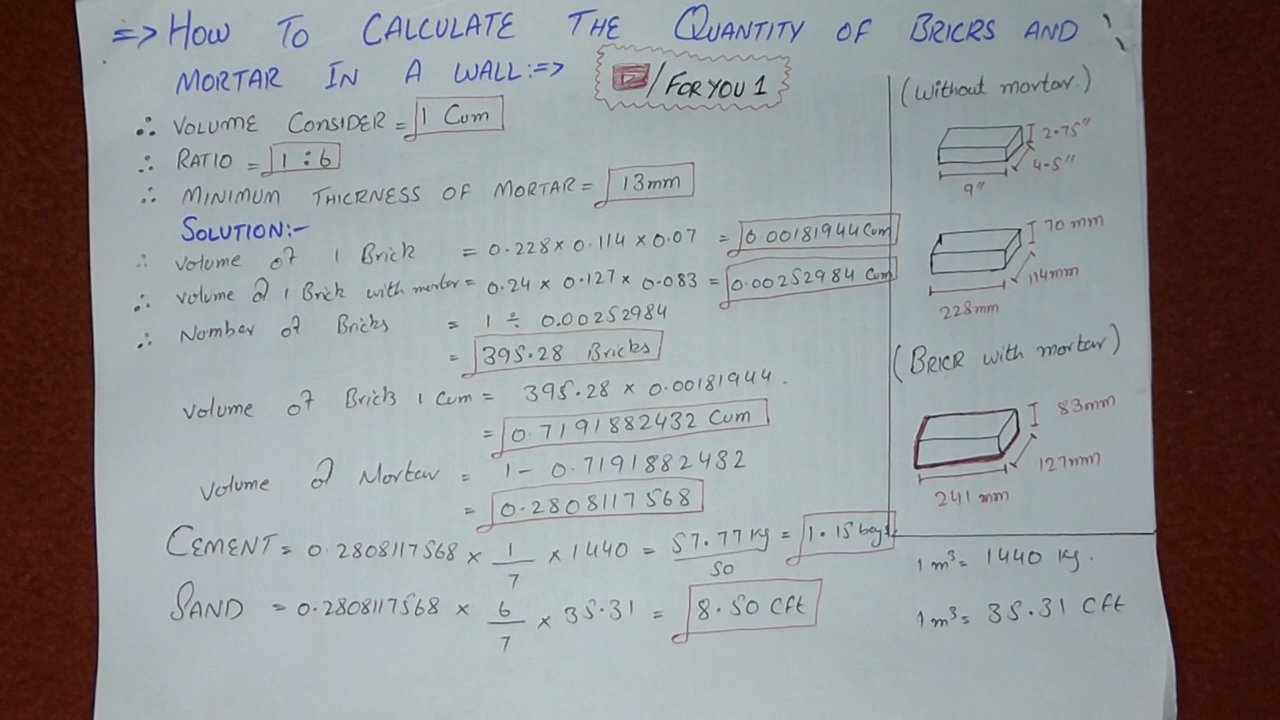 => HOW TO CALCULATE THE QUANTITY OF BRICKS AND
MORTAR IN A WALL:=>
/ FOR YOU 1
∴ VOLUME CONSIDER = 1 Cum
∴ RATIO = 1:6
∴ MINIMUM THICKNESS OF MORTAR = 13mm
SOLUTION:-
∴ Volume of 1 Brick = 0.228 x 0.114 x 0.07 = 0.00181944 Cum
∴ Volume of 1 Brick with mortar = 0.24 x 0.127 x 0.083 = 0.00252984 Cum
∴ Nomber of Bricks = 1 ÷ 0.00252984
= 395.28 Bricks
Volume of Brick 1 Cum = 395.28 x 0.00181944.
= 0.7191882432 Cum
Volume of Mortar = 1 - 0.7191882432
= 0.2808117568
CEMENT = 0.2808117568 x 1/7 x 1440 = 57.77 Kg/50 = 1.15 bags
SAND = 0.2808117568 x 6/7 x 35.31 = 8.50 Cft
(Without mortar)
2.75"
4.5"
9"
70 mm
114mm
228mm
(BRICK with mortar)
83mm
127mm
241 mm
1 m³ = 1440 Kg.
1 m³ = 35.31 Cft